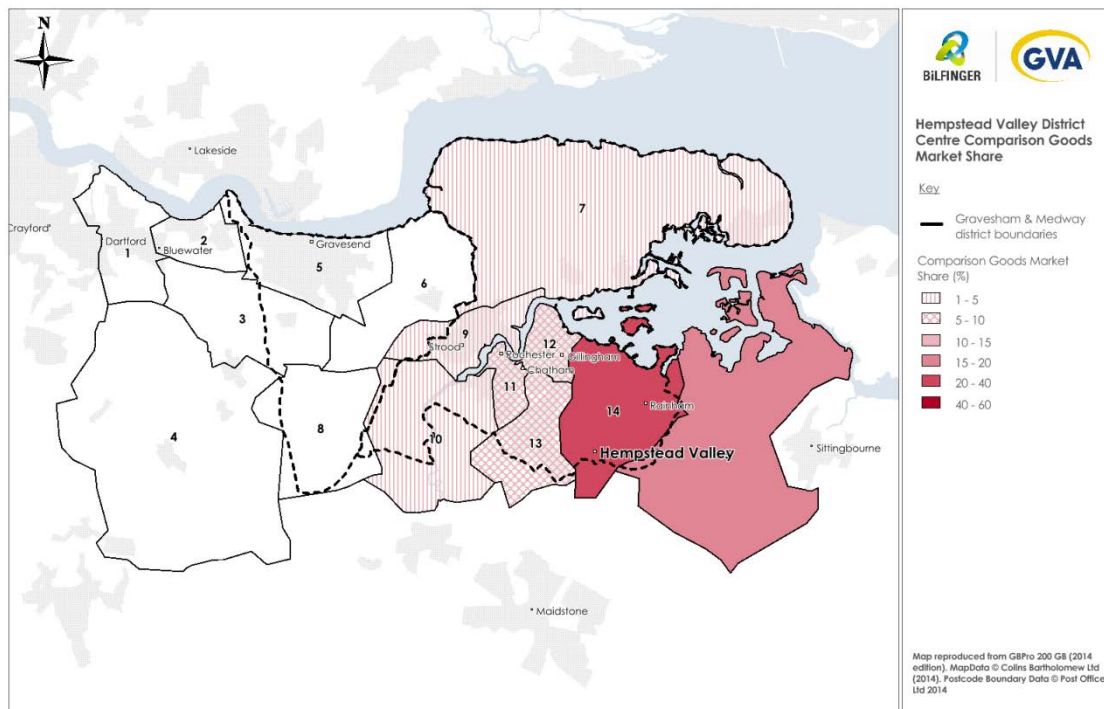 N
Lakeside
Crayford
Dartford
1
2
Bluewater
Gravesend
5
7
6
3
9
Strood
Rochester
12
Gillingham
Chatham
11
14
Rainham
4
8
10
13
Hempstead Valley
Sittingbourne
Maidstone
BILFINGER
GVA
Hempstead Valley District
Centre Comparison Goods
Market Share
Key
Gravesham & Medway
district boundaries
Comparison Goods Market
Share (%)
1 - 5
5 - 10
10 - 15
15 - 20
20 - 40
40 - 60
Map reproduced from GBPro 200 GB (2014
edition). MapData © Collins Bartholomew Ltd
(2014). Postcode Boundary Data © Post Office
Ltd 2014